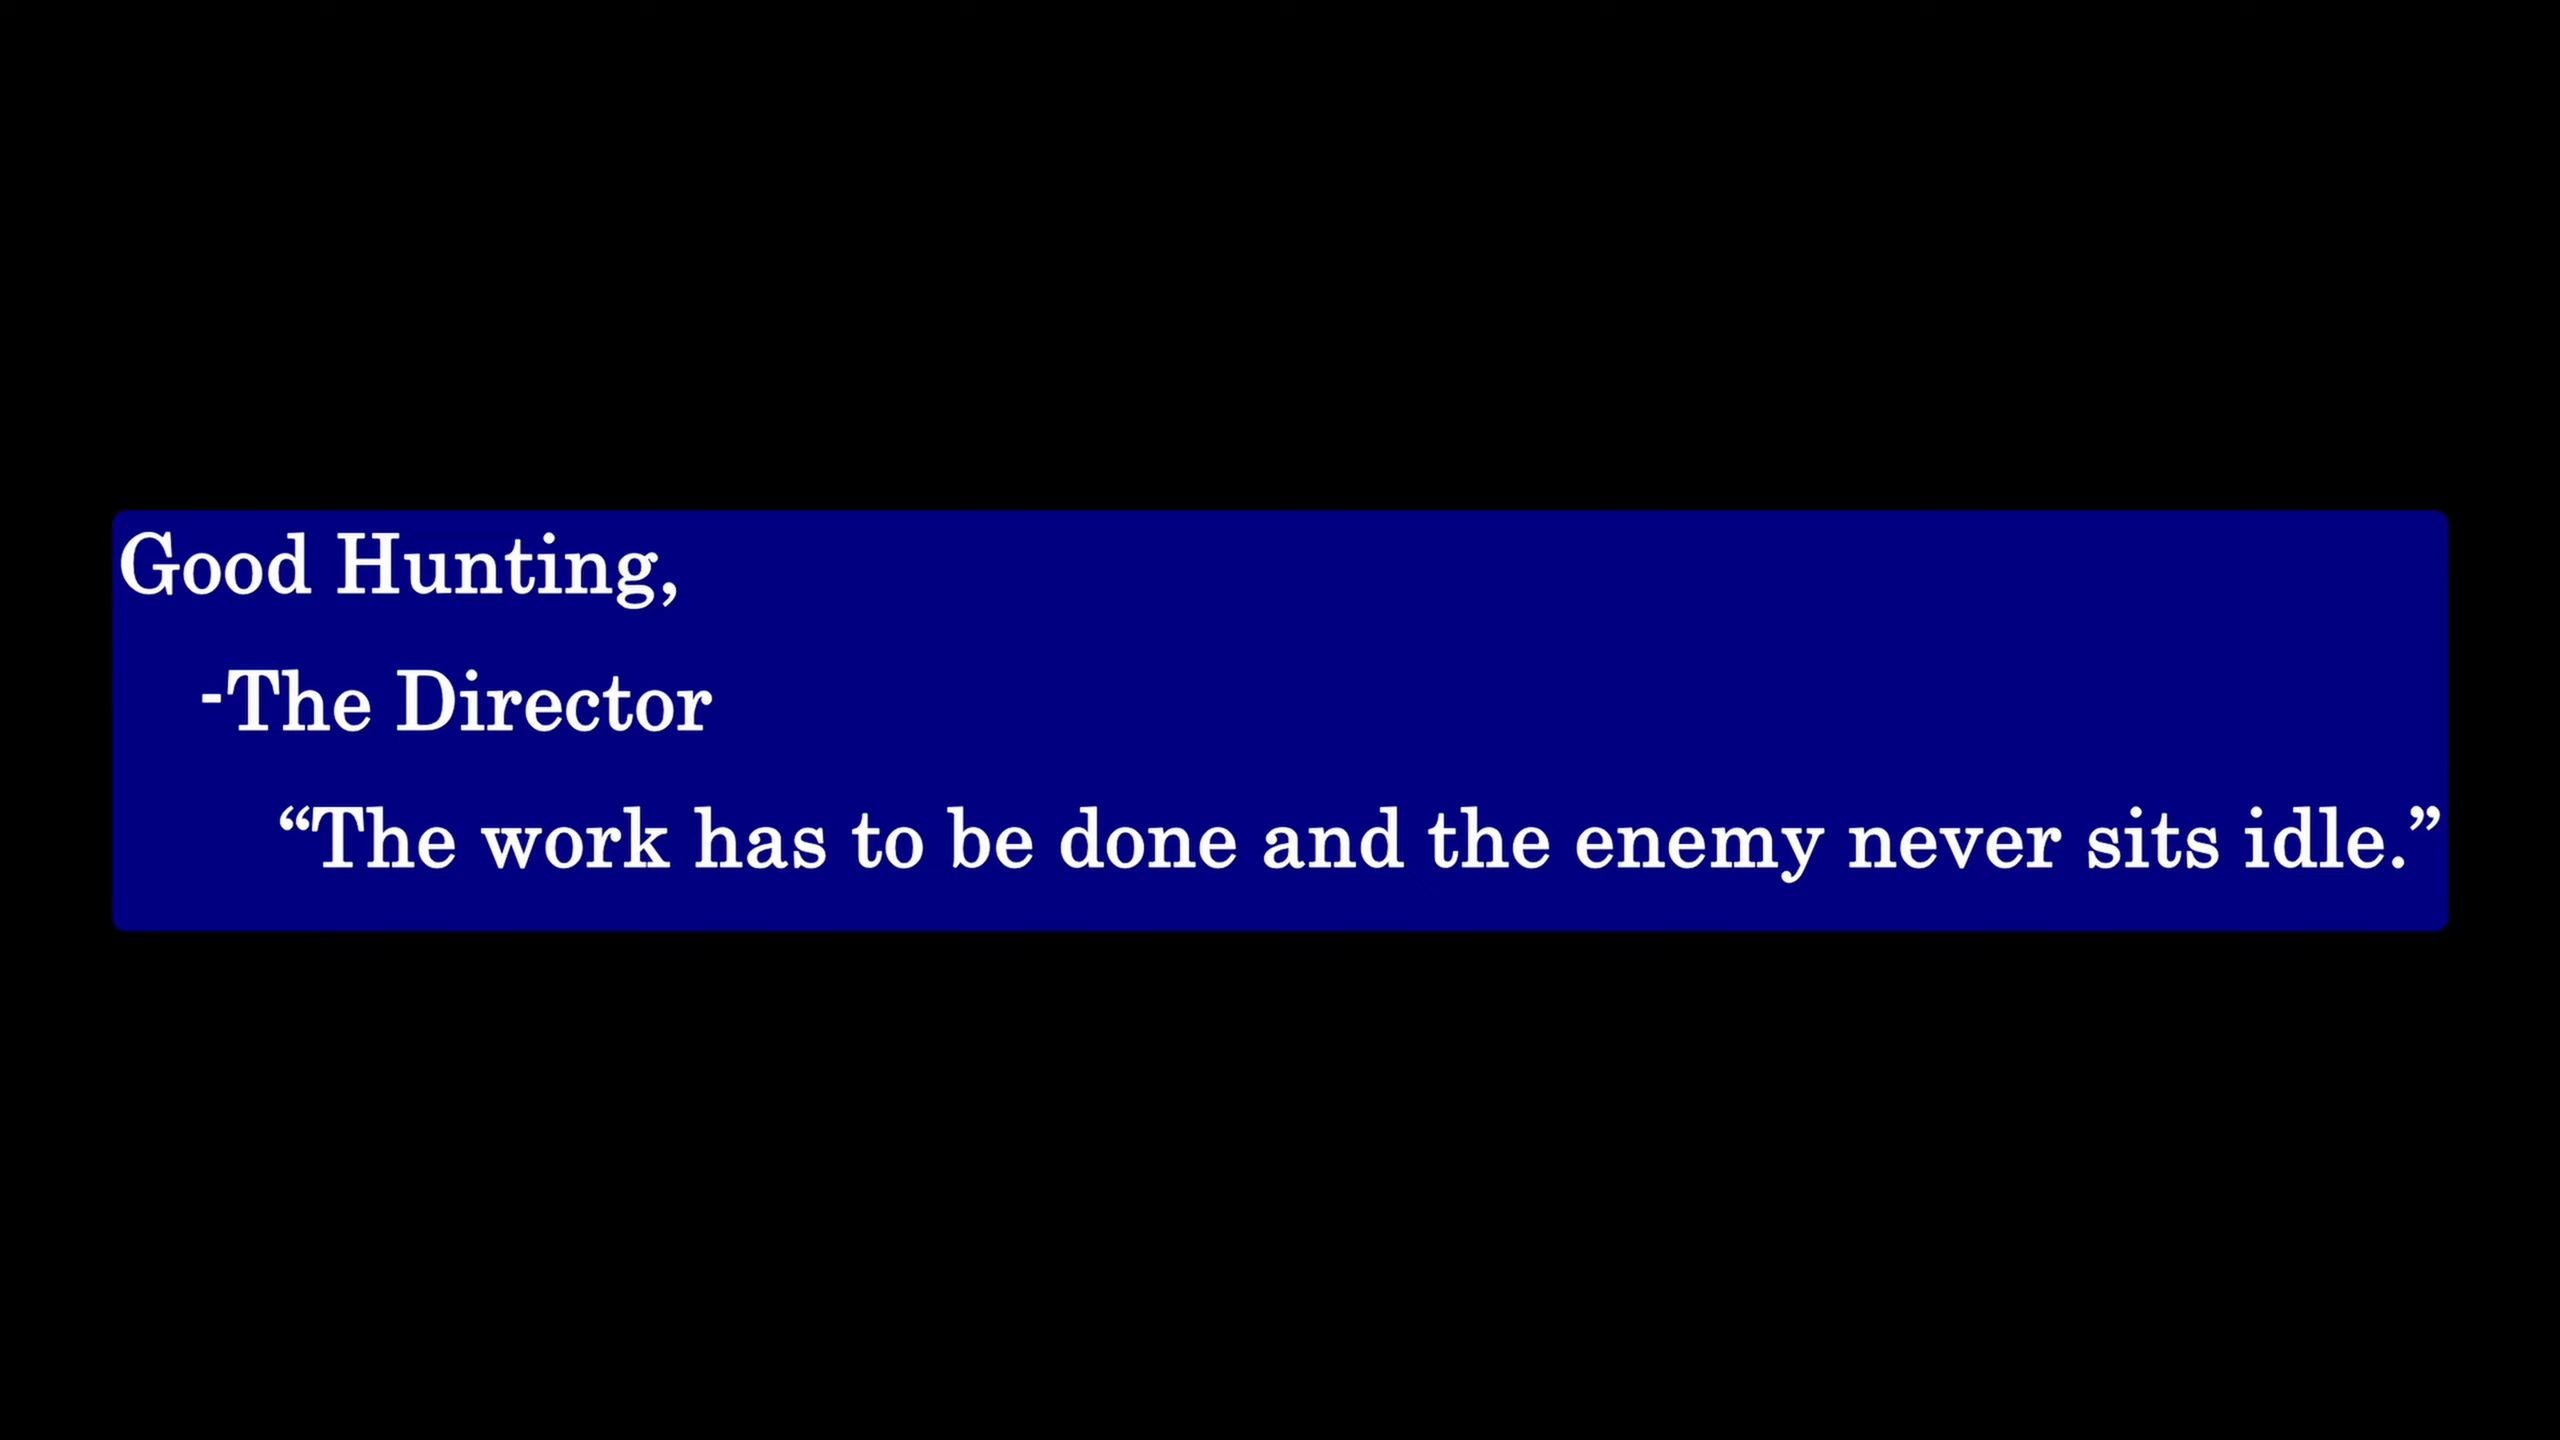 Good Hunting,
-The Director
“The work has to be done and the enemy never sits idle.”